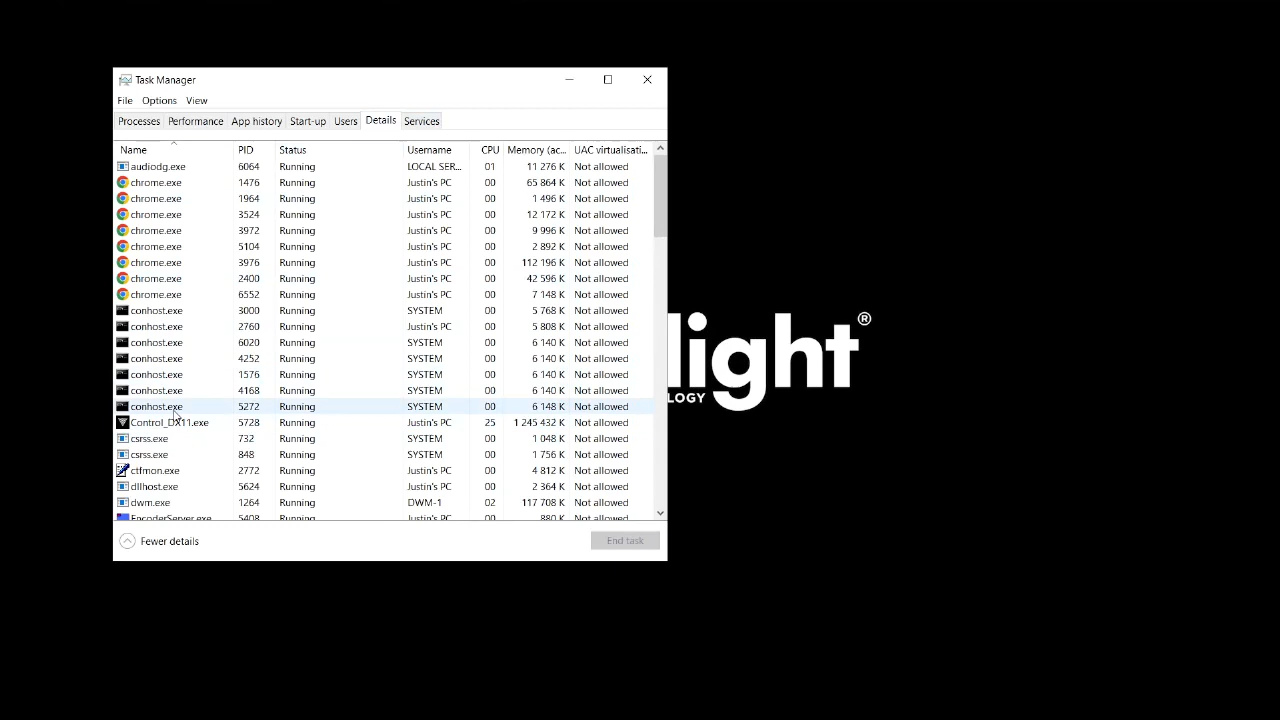 Task Manager
File Options View
Processes Performance App history Start-up Users Details Services
Name PID Status Username CPU Memory (ac... UAC virtualisati...
audiodg.exe 6064 Running LOCAL SER... 01 11 276 K Not allowed
chrome.exe 1476 Running Justin's PC 00 65 864 K Not allowed
chrome.exe 1964 Running Justin's PC 00 1 496 K Not allowed
chrome.exe 3524 Running Justin's PC 00 12 172 K Not allowed
chrome.exe 3972 Running Justin's PC 00 9 996 K Not allowed
chrome.exe 5104 Running Justin's PC 00 2 892 K Not allowed
chrome.exe 3976 Running Justin's PC 00 112 196 K Not allowed
chrome.exe 2400 Running Justin's PC 00 42 596 K Not allowed
chrome.exe 6552 Running Justin's PC 00 7 148 K Not allowed
conhost.exe 3000 Running SYSTEM 00 5 768 K Not allowed
conhost.exe 2760 Running Justin's PC 00 5 808 K Not allowed
conhost.exe 6020 Running SYSTEM 00 6 140 K Not allowed
conhost.exe 4252 Running SYSTEM 00 6 140 K Not allowed
conhost.exe 1576 Running SYSTEM 00 6 140 K Not allowed
conhost.exe 4168 Running SYSTEM 00 6 140 K Not allowed
conhost.exe 5272 Running SYSTEM 00 6 148 K Not allowed
Control_DX11.exe 5728 Running Justin's PC 25 1 245 432 K Not allowed
csrss.exe 732 Running SYSTEM 00 1 048 K Not allowed
csrss.exe 848 Running SYSTEM 00 1 756 K Not allowed
ctfmon.exe 2772 Running Justin's PC 00 4 812 K Not allowed
dllhost.exe 5624 Running Justin's PC 00 2 364 K Not allowed
dwm.exe 1264 Running DWM-1 02 117 708 K Not allowed
EncoderServer.exe 5408 Running Justin's PC 00 880 K Not allowed
Fewer details End task
light®
LOGY